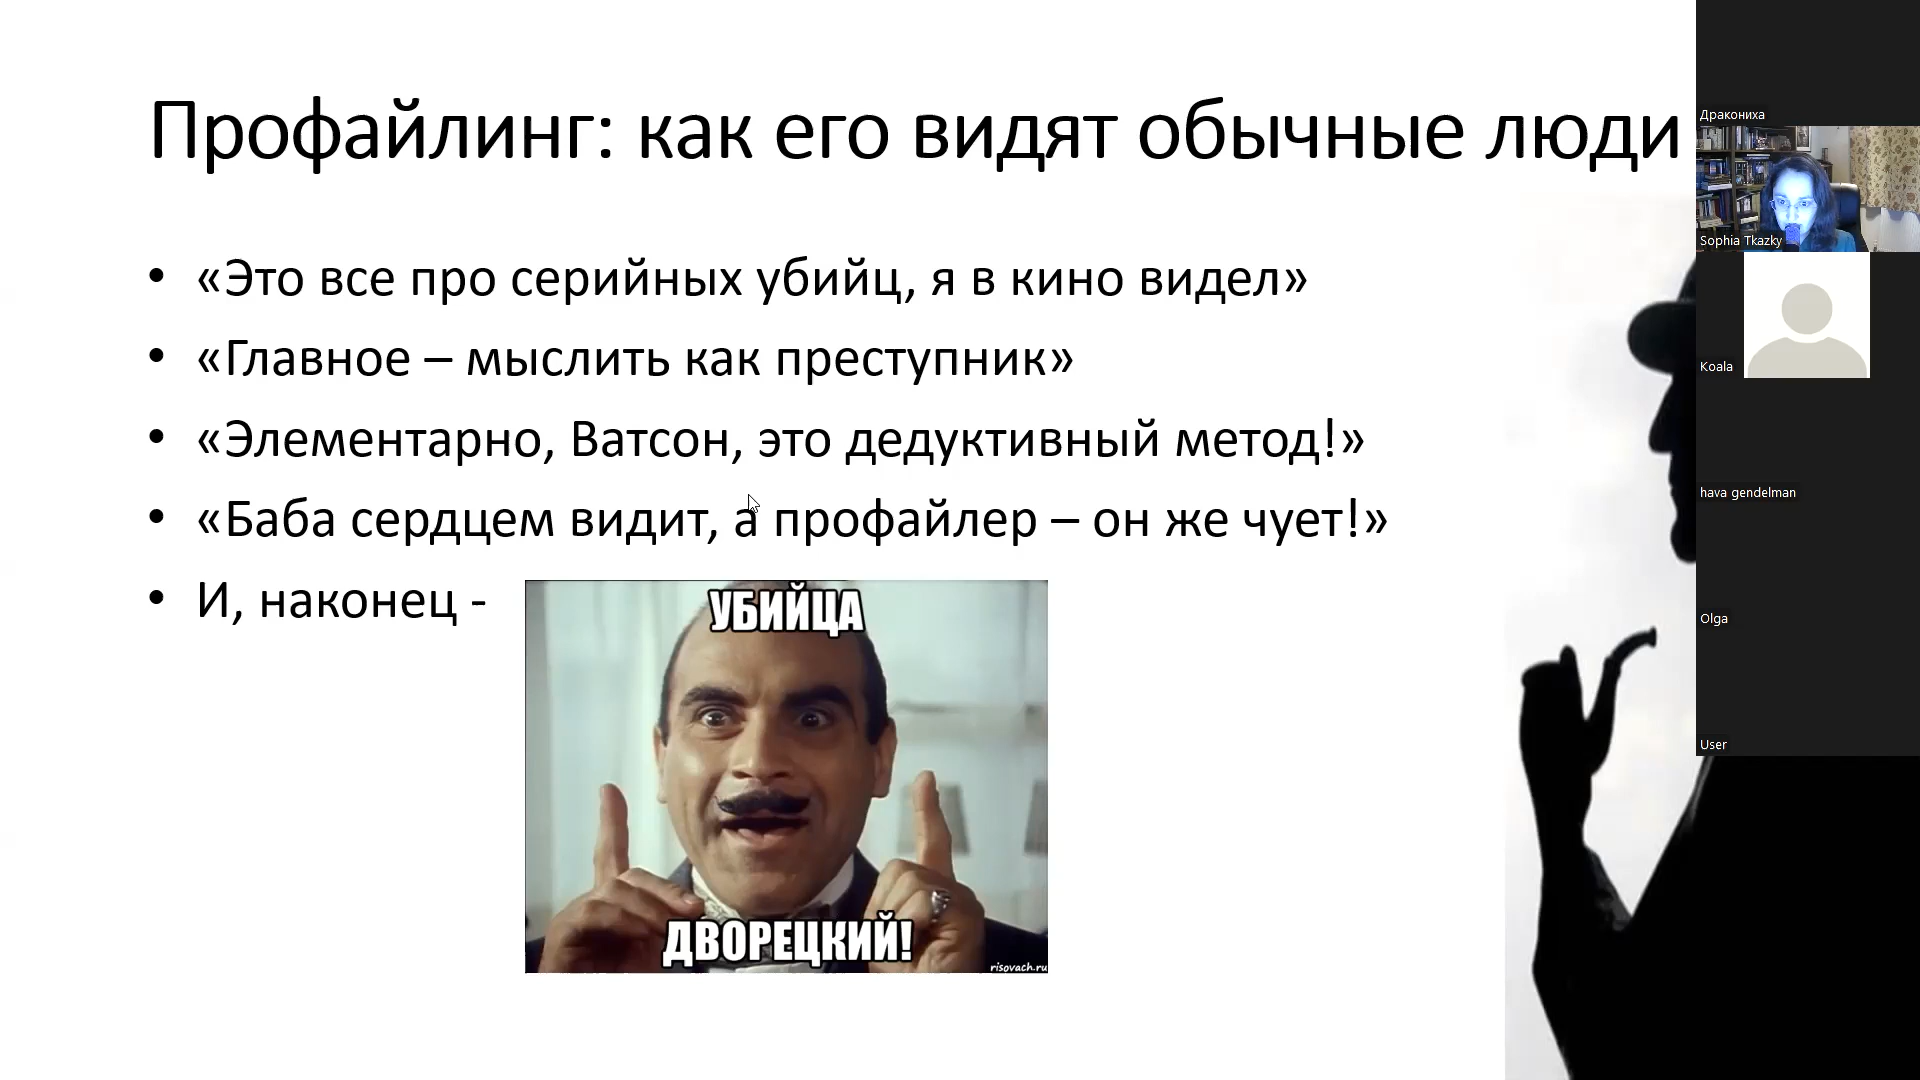 Профайлинг: как его видят обычные люди
• «Это все про серийных убийц, я в кино видел»
• «Главное – мыслить как преступник»
• «Элементарно, Ватсон, это дедуктивный метод!»
• «Баба сердцем видит, а профайлер – он же чует!»
• И, наконец -
УБИЙЦА
ДВОРЕЦКИЙ!
risovach.ru
Дракониха
Sophia Tkazky
Koala
hava gendelman
Olga
User